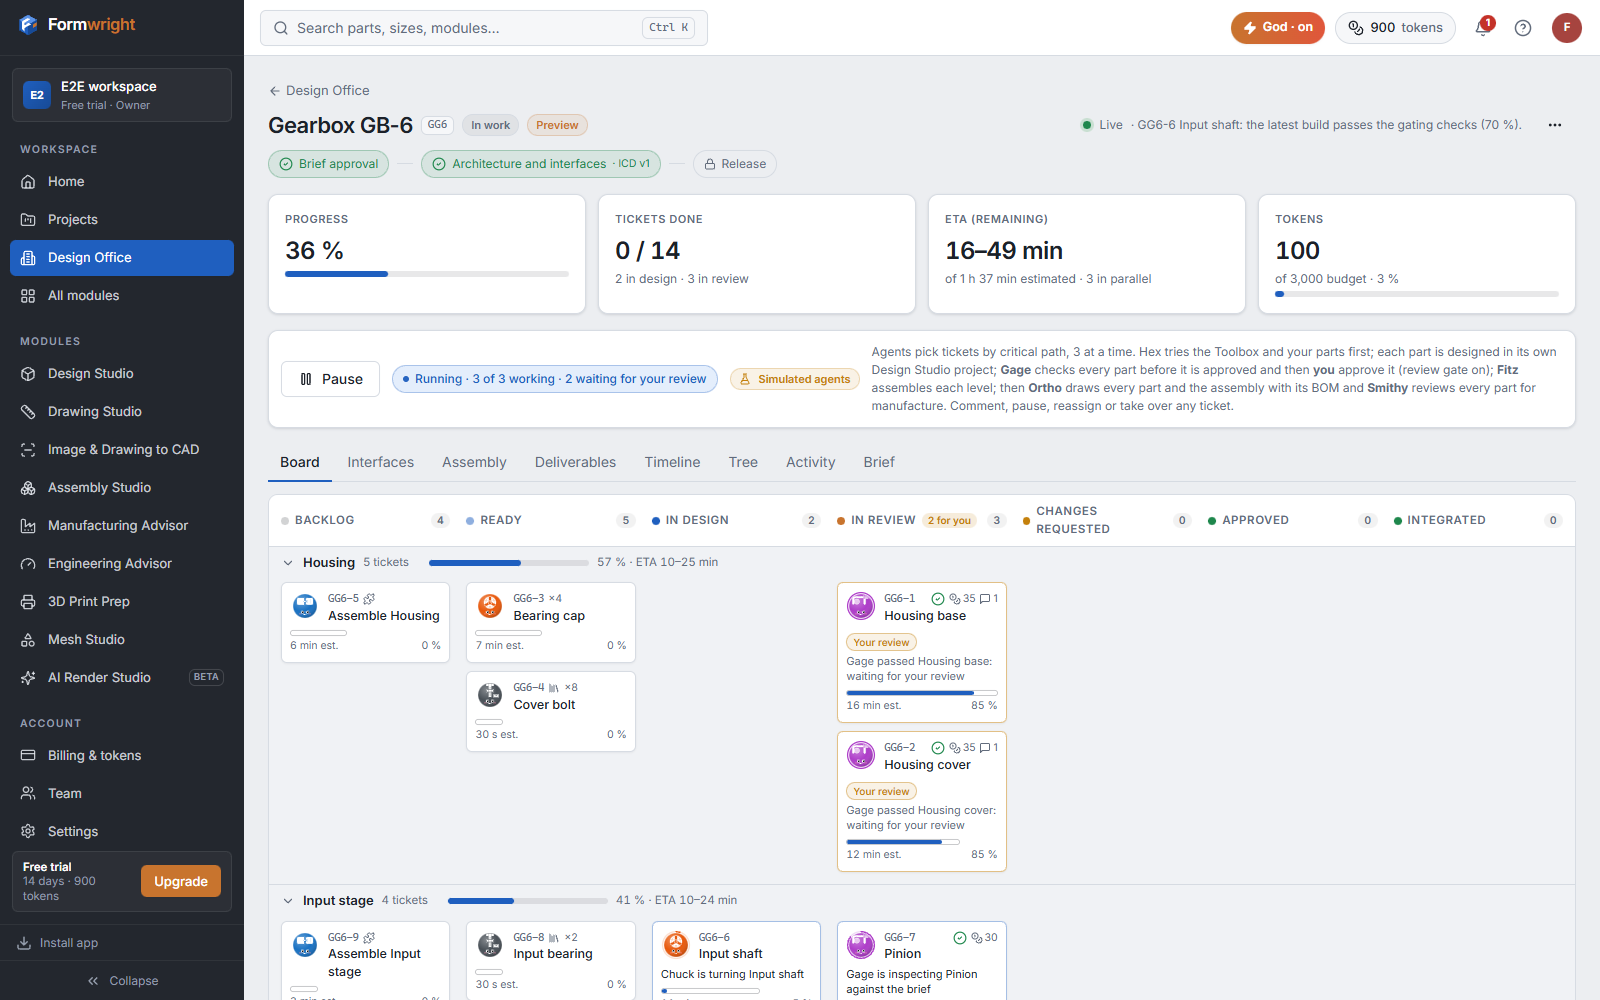 Formwright
Search parts, sizes, modules...
Ctrl K
God · on
900 tokens
1
F
E2
E2E workspace
Free trial · Owner
WORKSPACE
Home
Projects
Design Office
All modules
MODULES
Design Studio
Drawing Studio
Image & Drawing to CAD
Assembly Studio
Manufacturing Advisor
Engineering Advisor
3D Print Prep
Mesh Studio
AI Render Studio
BETA
ACCOUNT
Billing & tokens
Team
Settings
Free trial
14 days · 900
tokens
Upgrade
Install app
Collapse
Design Office
Gearbox GB-6
GG6
In work
Preview
Live · GG6-6 Input shaft: the latest build passes the gating checks (70 %).
Brief approval
Architecture and interfaces · ICD v1
Release
PROGRESS
36 %
TICKETS DONE
0 / 14
2 in design · 3 in review
ETA (REMAINING)
16–49 min
of 1 h 37 min estimated · 3 in parallel
TOKENS
100
of 3,000 budget · 3 %
Pause
Running · 3 of 3 working · 2 waiting for your review
Simulated agents
Agents pick tickets by critical path, 3 at a time. Hex tries the Toolbox and your parts first; each part is designed in its own
Design Studio project; Gage checks every part before it is approved and then you approve it (review gate on); Fitz
assembles each level; then Ortho draws every part and the assembly with its BOM and Smithy reviews every part for
manufacture. Comment, pause, reassign or take over any ticket.
Board
Interfaces
Assembly
Deliverables
Timeline
Tree
Activity
Brief
BACKLOG 4
READY 5
IN DESIGN 2
IN REVIEW 2 for you 3
CHANGES
REQUESTED 0
APPROVED 0
INTEGRATED 0
Housing 5 tickets 57 % · ETA 10–25 min
GG6-5
Assemble Housing
6 min est. 0 %
GG6-3 ×4
Bearing cap
7 min est. 0 %
GG6-4 ×8
Cover bolt
30 s est. 0 %
GG6-1 35 1
Housing base
Your review
Gage passed Housing base:
waiting for your review
16 min est. 85 %
GG6-2 35 1
Housing cover
Your review
Gage passed Housing cover:
waiting for your review
12 min est. 85 %
Input stage 4 tickets 41 % · ETA 10–24 min
GG6-9
Assemble Input
stage
GG6-8 ×2
Input bearing
30 s est. 0 %
GG6-6
Input shaft
Chuck is turning Input shaft
GG6-7 30
Pinion
Gage is inspecting Pinion
against the brief